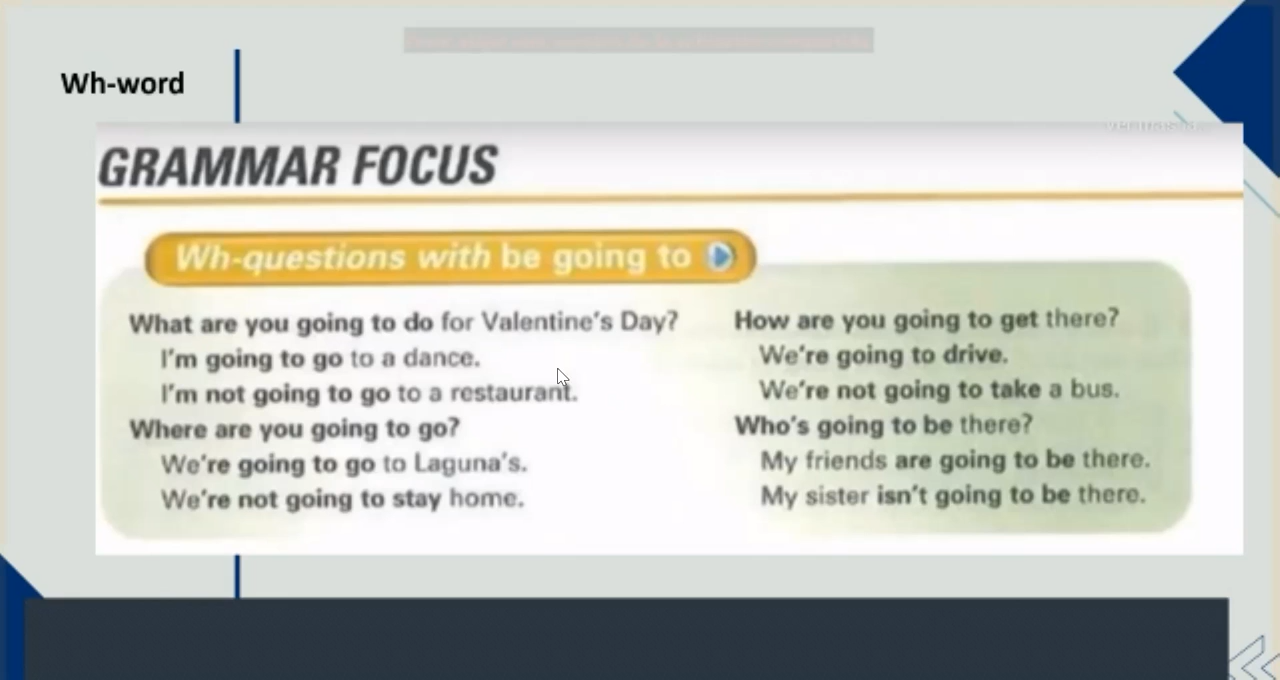 Wh-word
GRAMMAR FOCUS
Wh-questions with be going to
What are you going to do for Valentine's Day?
I'm going to go to a dance.
I'm not going to go to a restaurant.
Where are you going to go?
We're going to go to Laguna's.
We're not going to stay home.
How are you going to get there?
We're going to drive.
We're not going to take a bus.
Who's going to be there?
My friends are going to be there.
My sister isn't going to be there.